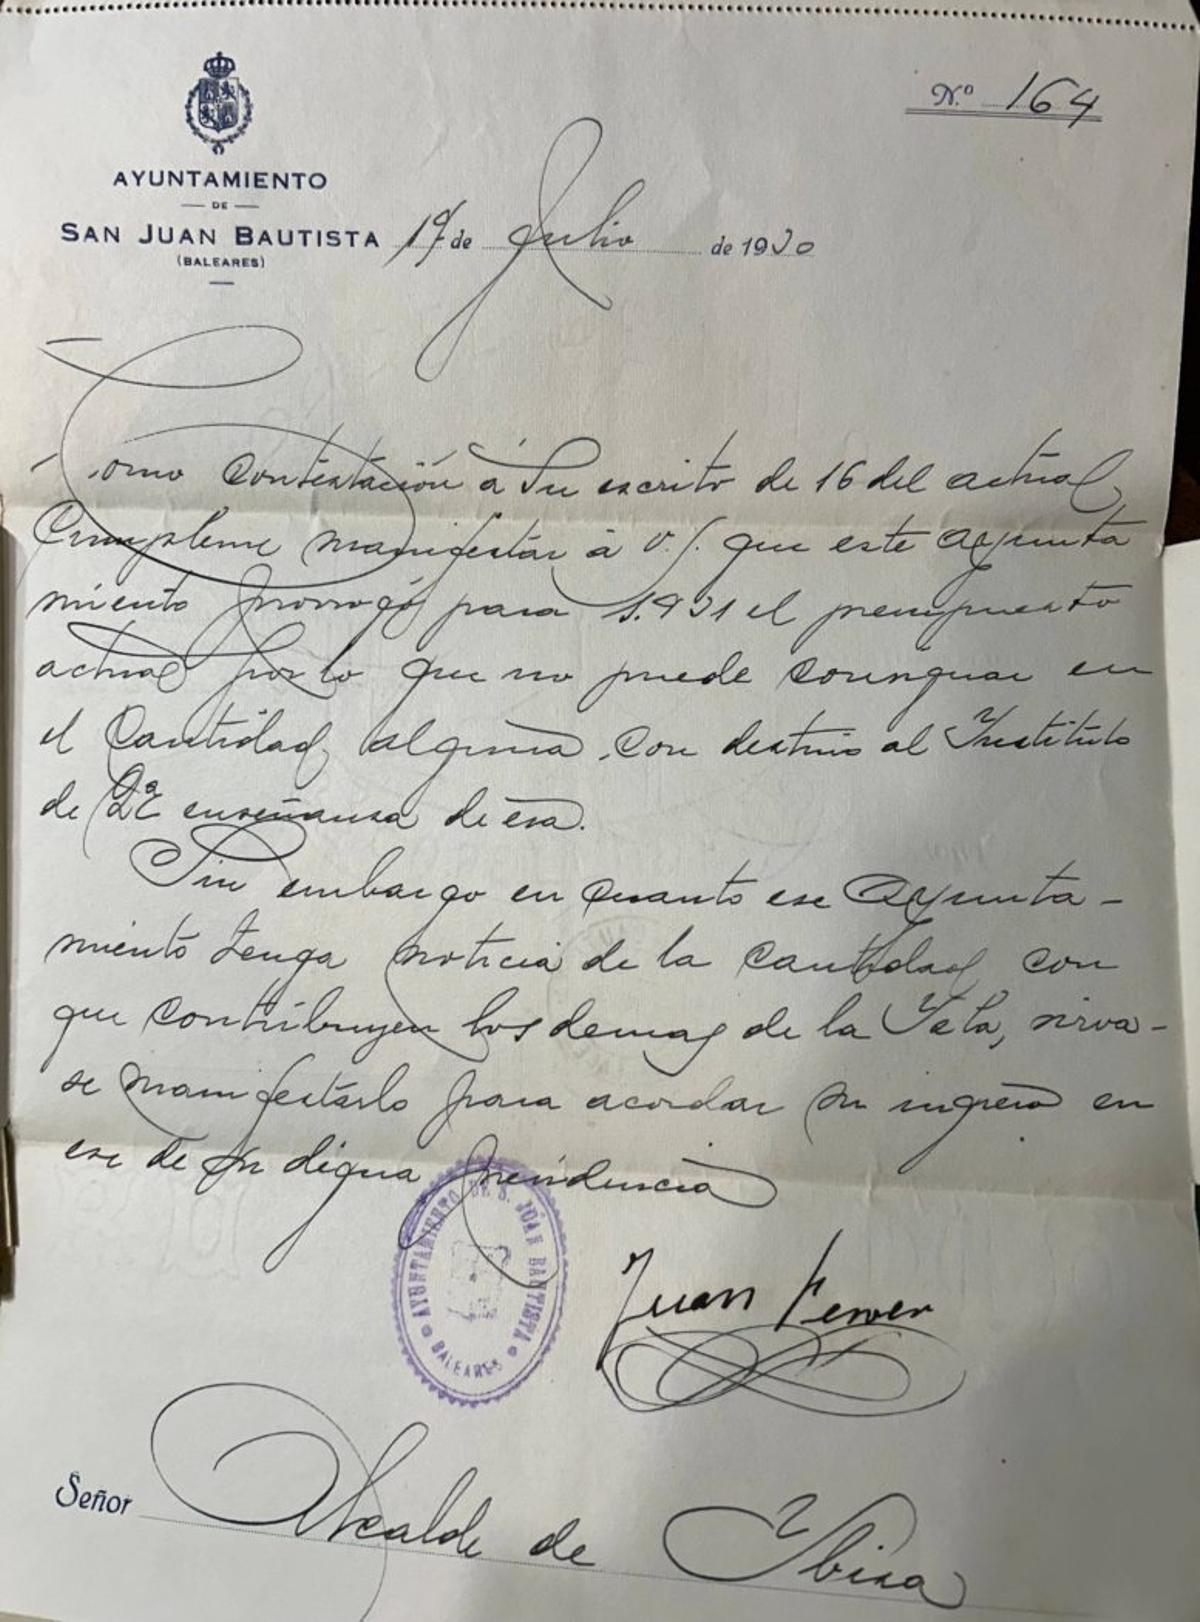 Nº 164
AYUNTAMIENTO
DE
SAN JUAN BAUTISTA
(BALEARES)
17 de Julio de 1930
Como contestación á Su escrito de 16 del actual
Cumpleme manifestar á V.S. que este ayunta
miento prorrogó para 1.931 el presupuesto
actual por lo que no puede consignar en
el Cantidad alguna con destino al Instituto
de 2ª enseñansa de esa.
Sin embargo en cuanto ese Ayunta-
miento tenga noticia de la cantidad con
que contribuyen los demas de la Isla, sirva-
se manifestárlo para acordar su ingreso en
ese de su digna presidencia
AYUNTAMIENTO DE S. JUAN BAUTISTA
BALEARES
Juan Ferrer
Señor Alcalde de Ybiza